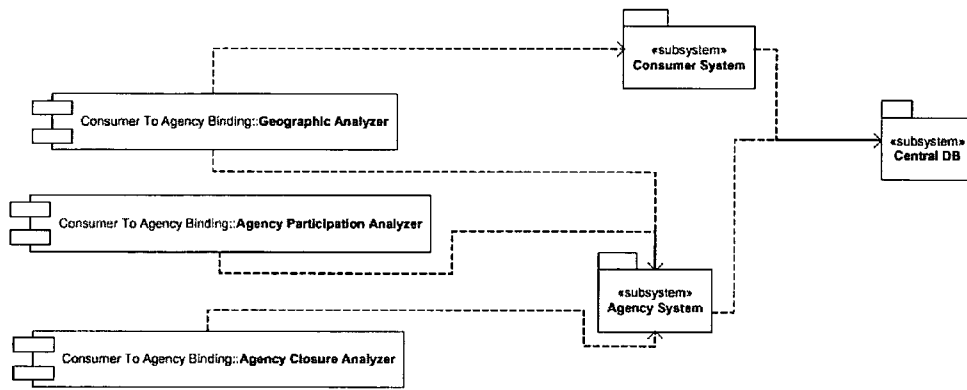 «subsystem»
Consumer System
Consumer To Agency Binding::Geographic Analyzer
«subsystem»
Central DB
Consumer To Agency Binding::Agency Participation Analyzer
«subsystem»
Agency System
Consumer To Agency Binding::Agency Closure Analyzer